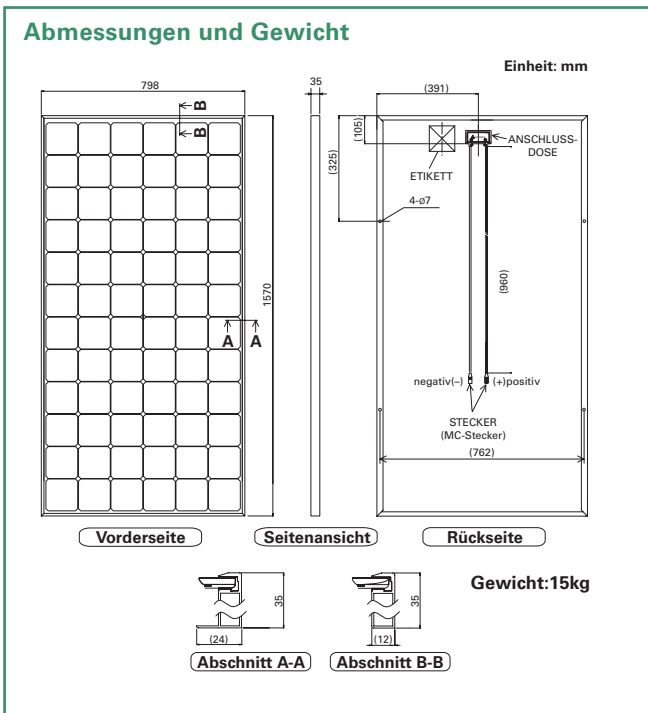 Abmessungen und Gewicht
Einheit: mm
798
35
(391)
B
B
(105)
ANSCHLUSS-
DOSE
ETIKETT
(325)
4-ø7
1570
(960)
A
A
negativ(–)
(+)positiv
STECKER
(MC-Stecker)
(762)
Vorderseite
Seitenansicht
Rückseite
Gewicht:15kg
35
35
(24)
(12)
Abschnitt A-A
Abschnitt B-B